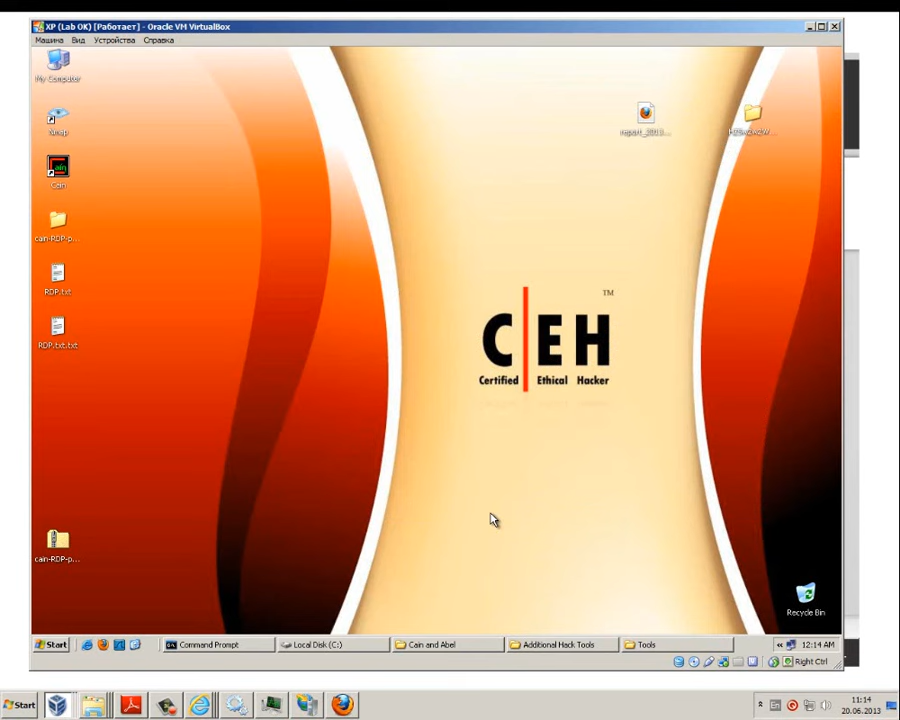 XP (Lab OK) [Работает] - Oracle VM VirtualBox
Машина Вид Устройства Справка
My Computer
Nmap
Cain
cain-RDP-p...
RDP.txt
RDP.txt.txt
cain-RDP-p...
report_2013...
TM
CEH
Certified Ethical Hacker
Recycle Bin
Start
Command Prompt
Local Disk (C:)
Cain and Abel
Additional Hack Tools
Tools
12:14 AM
Right Ctrl
Start
En
11:14
20.06.2013